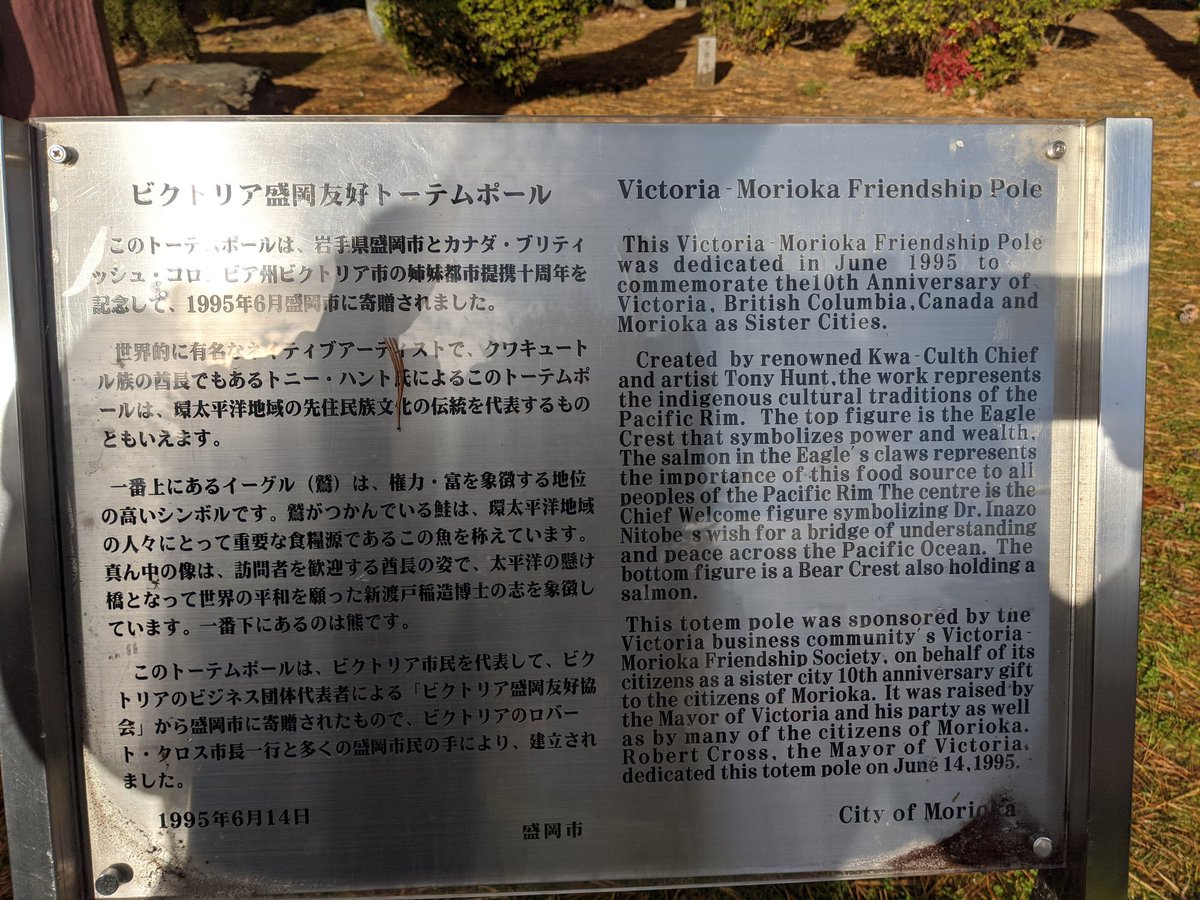 ビクトリア盛岡友好トーテムポール
このトーテムポールは、岩手県盛岡市とカナダ・ブリティ
ッシュ・コロンビア州ビクトリア市の姉妹都市提携十周年を
記念して、1995年6月盛岡市に寄贈されました。
世界的に有名なネイティブアーティストで、クワキュート
ル族の酋長でもあるトニー・ハント氏によるこのトーテムポ
ールは、環太平洋地域の先住民族文化の伝統を代表するもの
ともいえます。
一番上にあるイーグル（鷲）は、権力・富を象徴する地位
の高いシンボルです。鷲がつかんでいる鮭は、環太平洋地域
の人々にとって重要な食糧源であるこの魚を称えています。
真ん中の像は、訪問者を歓迎する酋長の姿で、太平洋の懸け
橋となって世界の平和を願った新渡戸稲造博士の志を象徴し
ています。一番下にあるのは熊です。
このトーテムポールは、ビクトリア市民を代表して、ビク
トリアのビジネス団体代表者による「ビクトリア盛岡友好協
会」から盛岡市に寄贈されたもので、ビクトリアのロバー
ト・クロス市長一行と多くの盛岡市民の手により、建立され
ました。
1995年6月14日
盛岡市
Victoria-Morioka Friendship Pole
This Victoria-Morioka Friendship Pole
was dedicated in June 1995 to
commemorate the10th Anniversary of
Victoria, British Columbia,Canada and
Morioka as Sister Cities.
Created by renowned Kwa-Culth Chief
and artist Tony Hunt,the work represents
the indigenous cultural traditions of the
Pacific Rim. The top figure is the Eagle
Crest that symbolizes power and wealth.
The salmon in the Eagle's claws represents
the importance of this food source to all
peoples of the Pacific Rim The centre is the
Chief Welcome figure symbolizing Dr. Inazo
Nitobe's wish for a bridge of understanding
and peace across the Pacific Ocean. The
bottom figure is a Bear Crest also holding a
salmon.
This totem pole was sponsored by the
Victoria business community's Victoria-
Morioka Friendship Society, on behalf of its
citizens as a sister city 10th anniversary gift
to the citizens of Morioka. It was raised by
the Mayor of Victoria and his party as well
as by many of the citizens of Morioka.
Robert Cross, the Mayor of Victoria,
dedicated this totem pole on June 14,1995.
City of Morioka